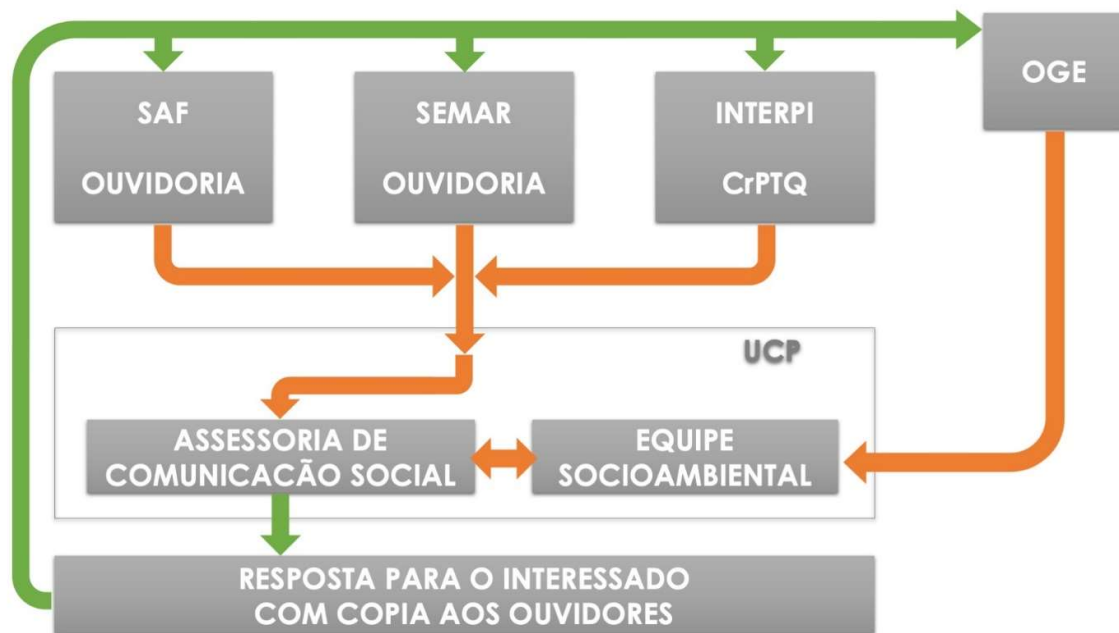 SAF
OUVIDORIA
SEMAR
OUVIDORIA
INTERPI
CrPTQ
OGE
UCP
ASSESSORIA DE
COMUNICAÇÃO SOCIAL
EQUIPE
SOCIOAMBIENTAL
RESPOSTA PARA O INTERESSADO
COM COPIA AOS OUVIDORES